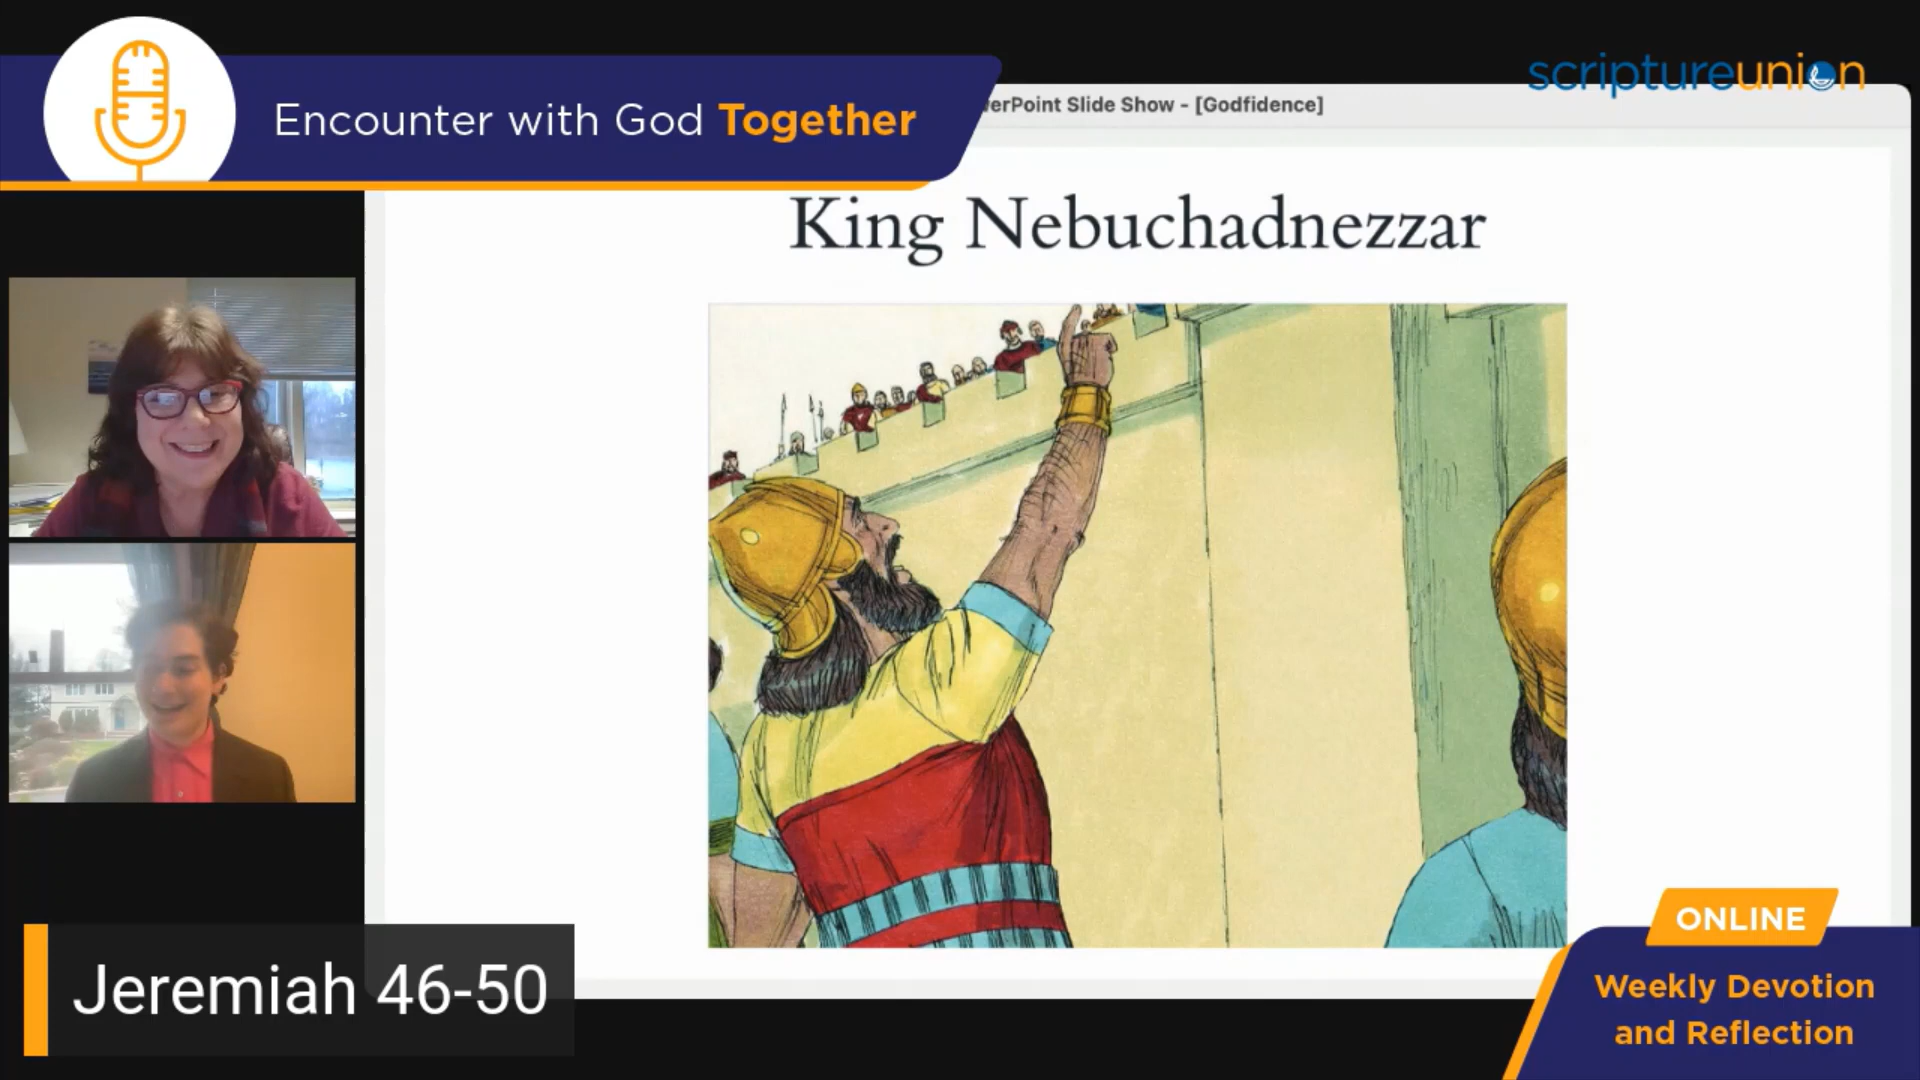 Encounter with God Together
scriptureunion
erPoint Slide Show - [Godfidence]
King Nebuchadnezzar
Jeremiah 46-50
ONLINE
Weekly Devotion
and Reflection